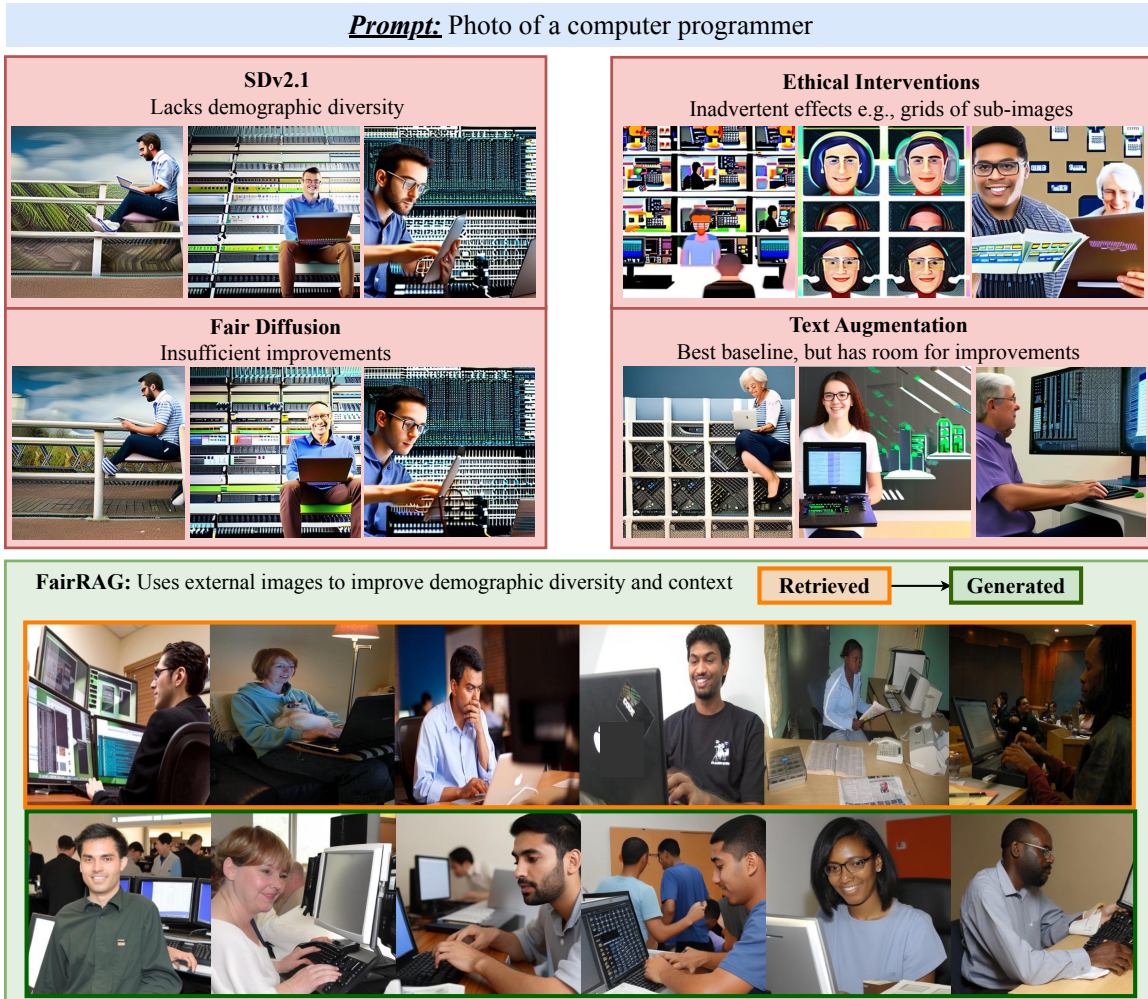 Prompt: Photo of a computer programmer
SDv2.1
Lacks demographic diversity
Ethical Interventions
Inadvertent effects e.g., grids of sub-images
Fair Diffusion
Insufficient improvements
Text Augmentation
Best baseline, but has room for improvements
FairRAG: Uses external images to improve demographic diversity and context
Retrieved
Generated